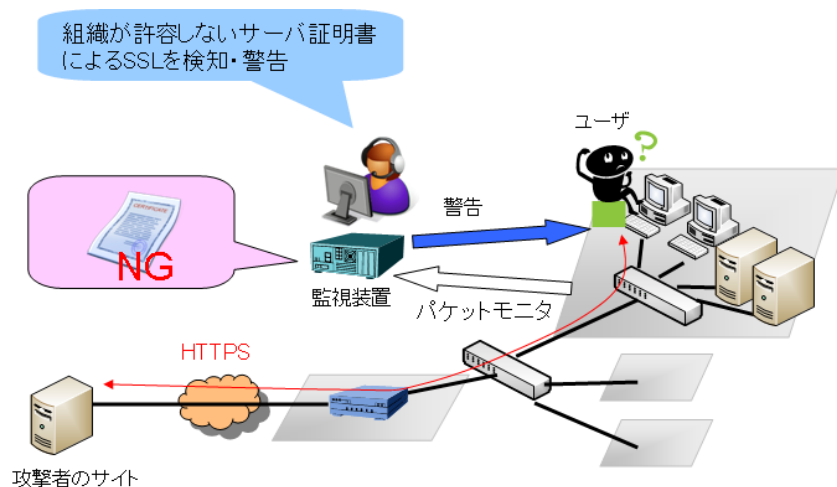 組織が許容しないサーバ証明書
によるSSLを検知・警告
ユーザ
CERTIFICATE
NG
警告
監視装置
パケットモニタ
HTTPS
攻撃者のサイト